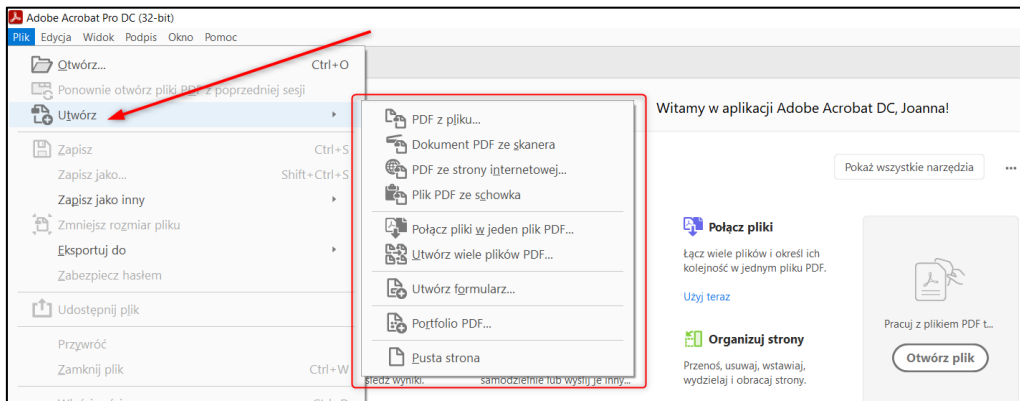 Adobe Acrobat Pro DC (32-bit)
Plik Edycja Widok Podpis Okno Pomoc
Otwórz... Ctrl+O
Ponownie otwórz pliki PDF z poprzedniej sesji
Utwórz
Zapisz Ctrl+S
Zapisz jako... Shift+Ctrl+S
Zapisz jako inny
Zmniejsz rozmiar pliku
Eksportuj do
Zabezpiecz hasłem
Udostępnij plik
Przywróć
Zamknij plik Ctrl+W
PDF z pliku...
Dokument PDF ze skanera
PDF ze strony internetowej...
Plik PDF ze schowka
Połącz pliki w jeden plik PDF...
Utwórz wiele plików PDF...
Utwórz formularz...
Portfolio PDF...
Pusta strona
śledź wyniki. samodzielnie lub wyślij je inny...
Witamy w aplikacji Adobe Acrobat DC, Joanna!
Pokaż wszystkie narzędzia
Połącz pliki
Łącz wiele plików i określ ich
kolejność w jednym pliku PDF.
Użyj teraz
Organizuj strony
Przenoś, usuwaj, wstawiaj,
wydzielaj i obracaj strony.
Pracuj z plikiem PDF t...
Otwórz plik